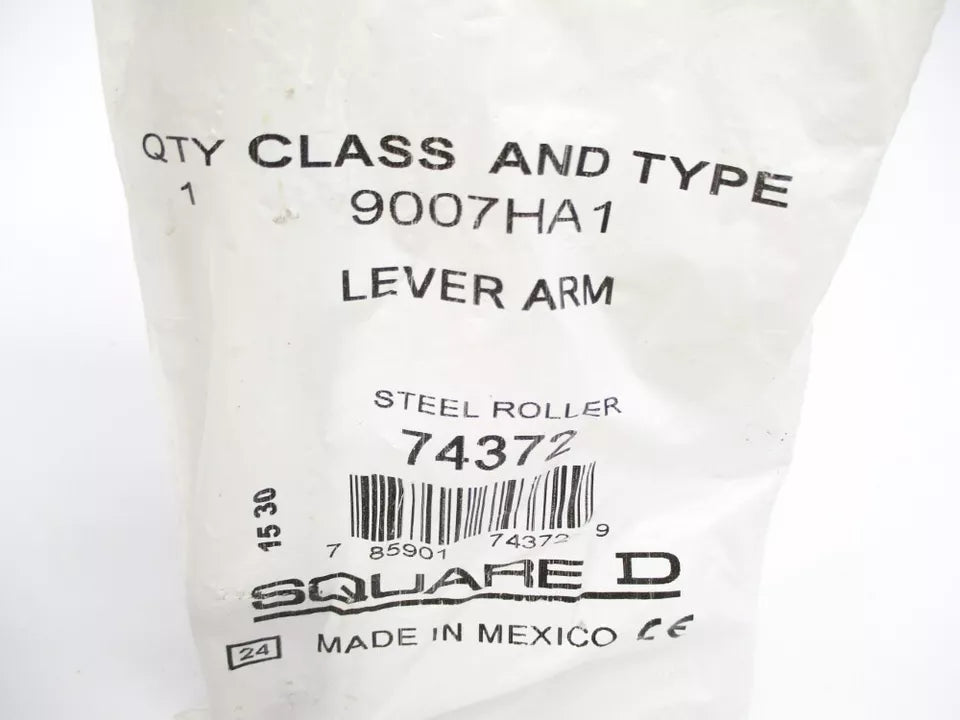 QTY CLASS AND TYPE
1 9007HA1
LEVER ARM
STEEL ROLLER
74372
15 30
7 85901 74372 9
SQUARE D
24 MADE IN MEXICO CE